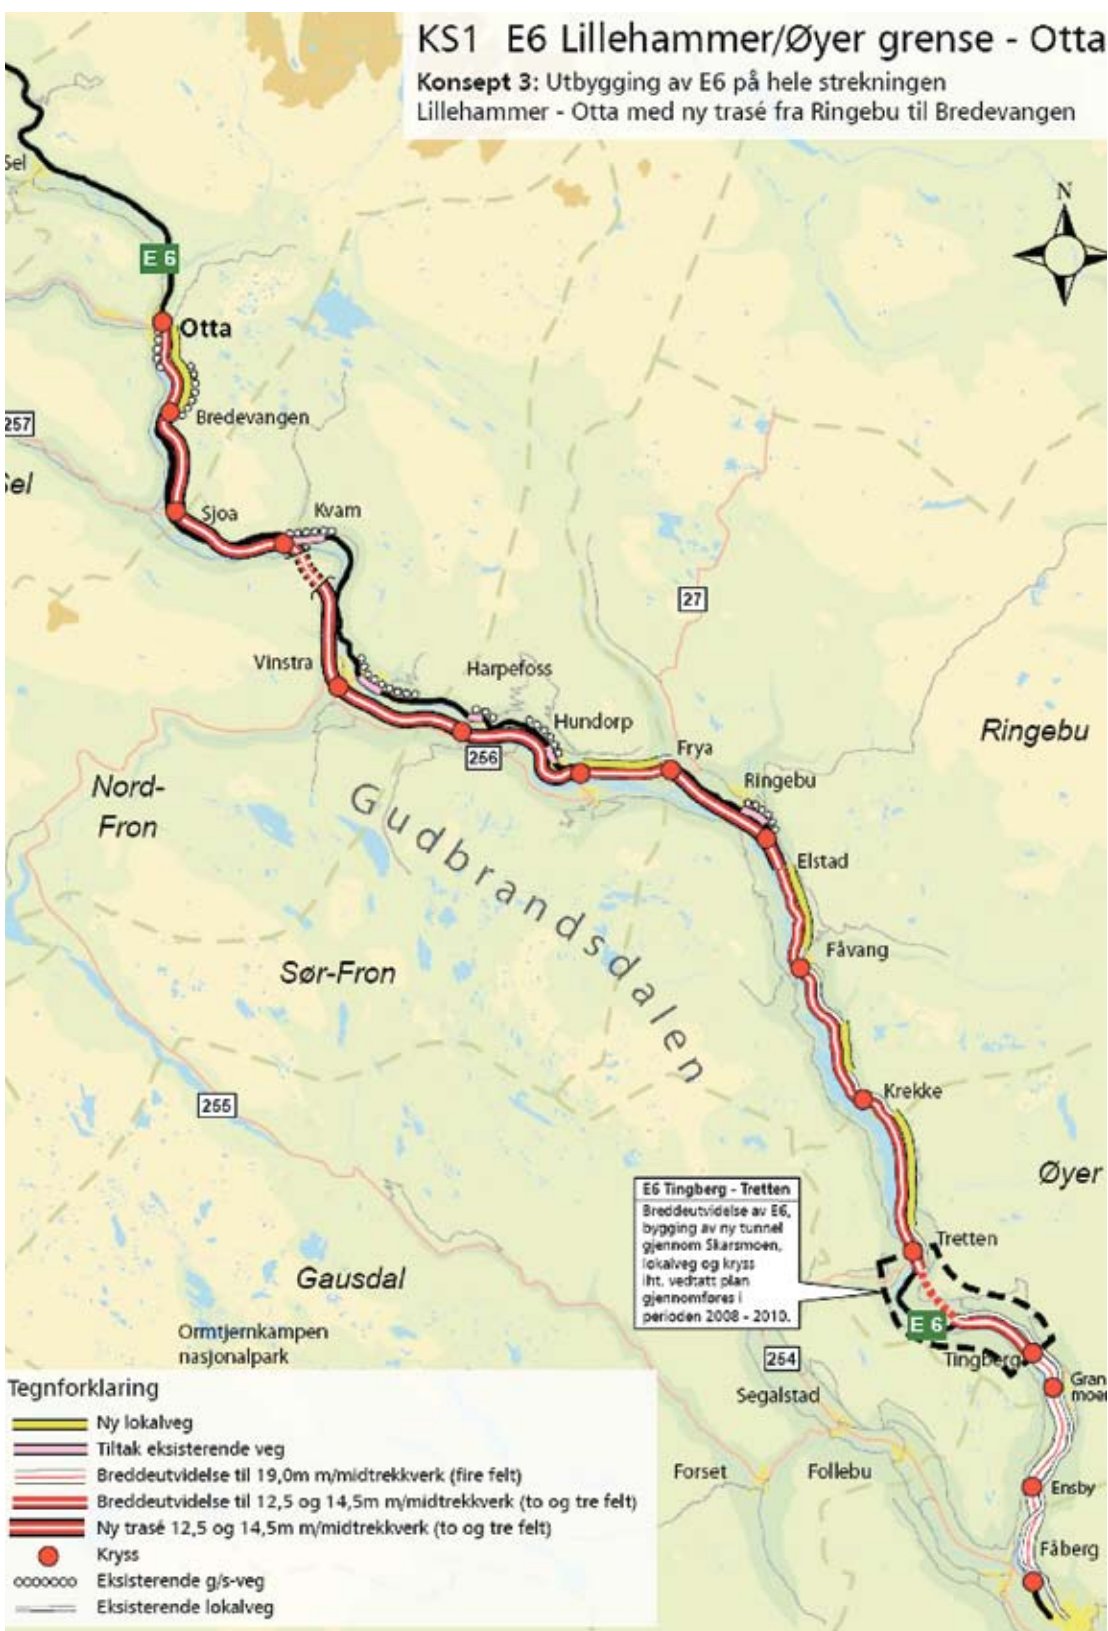 KS1 E6 Lillehammer/Øyer grense - Otta
Konsept 3: Utbygging av E6 på hele strekningen
Lillehammer - Otta med ny trasé fra Ringebu til Bredevangen
Sel
N
E 6
Otta
Bredevangen
257
Sel
Sjoa
Kvam
27
Vinstra
Harpefoss
Hundorp
256
Frya
Ringebu
Ringebu
Nord-
Fron
Gudbrandsdalen
Elstad
Fåvang
Sør-Fron
Krekke
255
Øyer
E6 Tingberg - Tretten
Breddeutvidelse av E6,
bygging av ny tunnel
gjennom Skarsmoen,
lokalveg og kryss
iht. vedtatt plan
gjennomføres i
perioden 2008 - 2010.
Tretten
Gausdal
E 6
Ormtjernkampen
nasjonalpark
254
Tingberg
Gran
moen
Segalstad
Forset
Follebu
Ensby
Fåberg
Tegnforklaring
Ny lokalveg
Tiltak eksisterende veg
Breddeutvidelse til 19,0m m/midtrekkverk (fire felt)
Breddeutvidelse til 12,5 og 14,5m m/midtrekkverk (to og tre felt)
Ny trasé 12,5 og 14,5m m/midtrekkverk (to og tre felt)
Kryss
Eksisterende g/s-veg
Eksisterende lokalveg